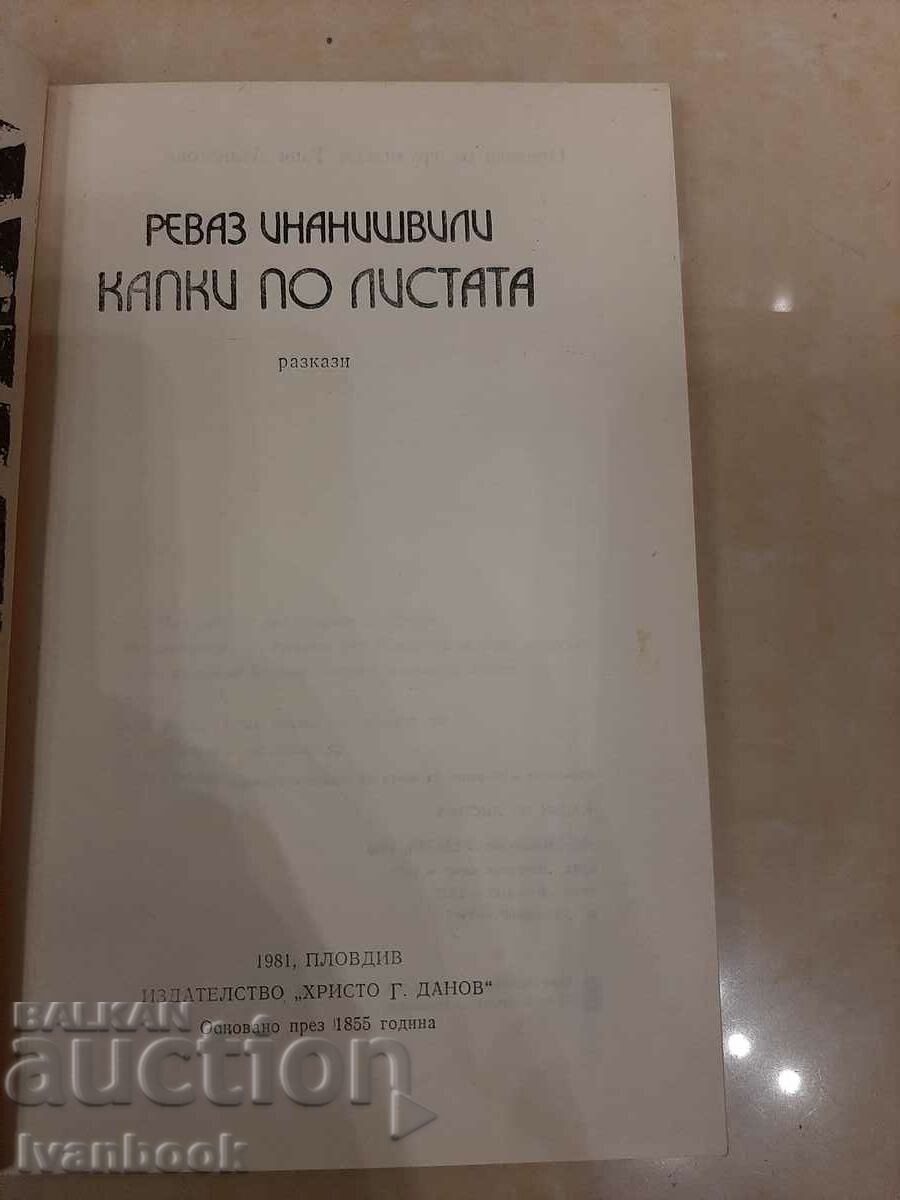 РЕВАЗ ИНАНИШВИЛИ
КАПКИ ПО ЛИСТАТА
разкази
1981, ПЛОВДИВ
ИЗДАТЕЛСТВО „ХРИСТО Г. ДАНОВ“
Основано през 1855 година
BALKAN
auction
Ivanbook